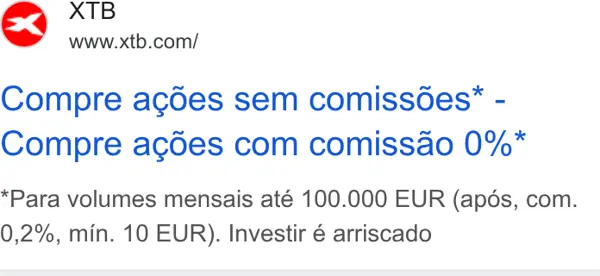 XTB
www.xtb.com/
Compre ações sem comissões* -
Compre ações com comissão 0%*
*Para volumes mensais até 100.000 EUR (após, com.
0,2%, mín. 10 EUR). Investir é arriscado